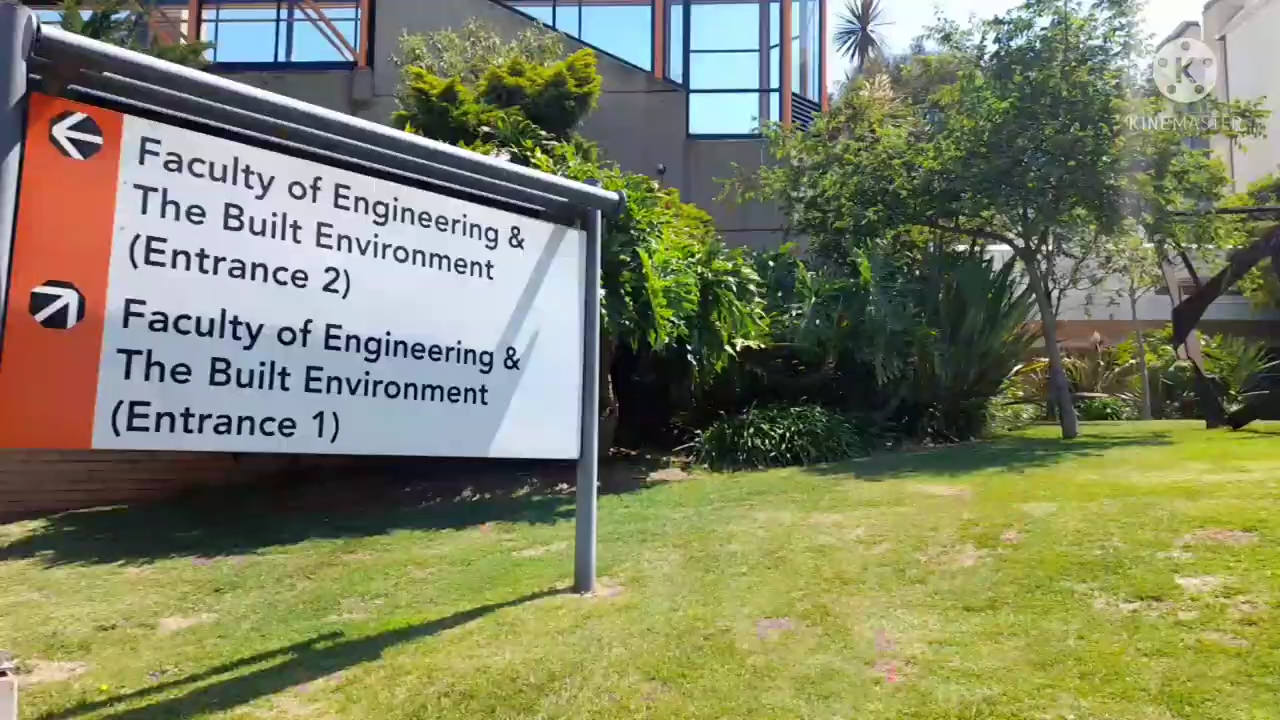 Faculty of Engineering &
The Built Environment
(Entrance 2)
Faculty of Engineering &
The Built Environment
(Entrance 1)
K
KINEMASTER